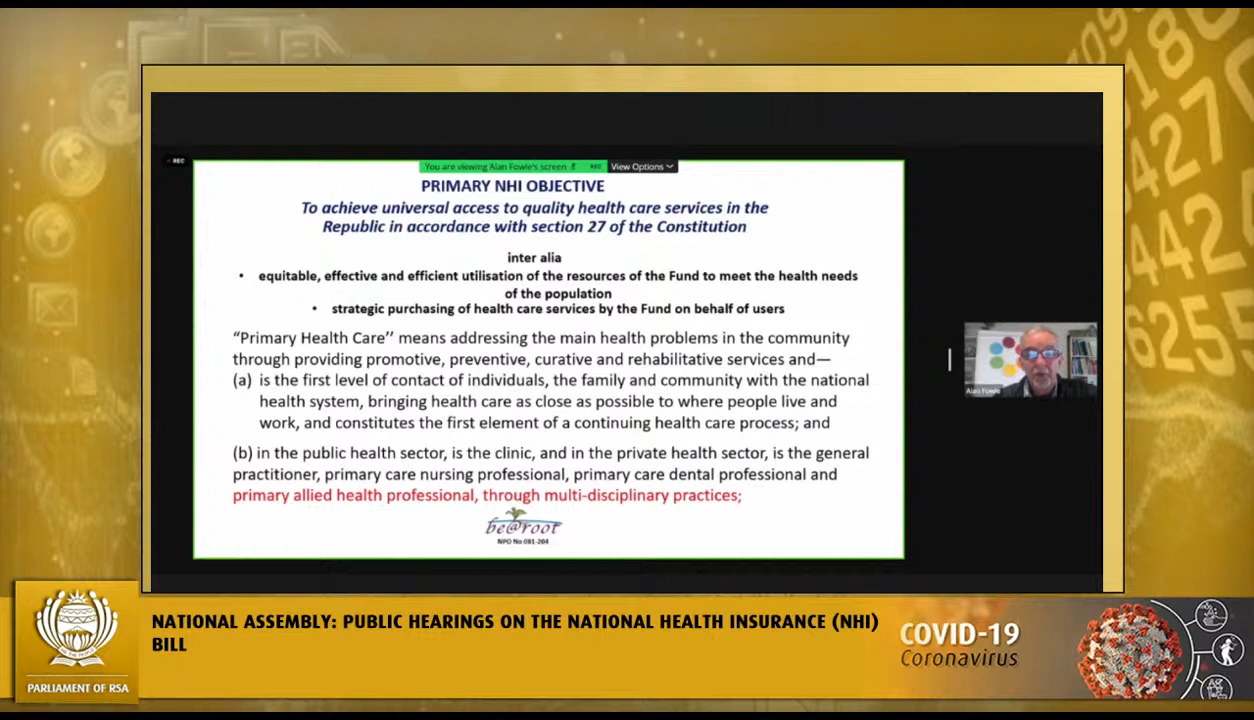 REC
You are viewing Alan Fowle's screen
REC
View Options
PRIMARY NHI OBJECTIVE
To achieve universal access to quality health care services in the
Republic in accordance with section 27 of the Constitution
inter alia
• equitable, effective and efficient utilisation of the resources of the Fund to meet the health needs
of the population
• strategic purchasing of health care services by the Fund on behalf of users
“Primary Health Care’’ means addressing the main health problems in the community
through providing promotive, preventive, curative and rehabilitative services and—
(a) is the first level of contact of individuals, the family and community with the national
health system, bringing health care as close as possible to where people live and
work, and constitutes the first element of a continuing health care process; and
(b) in the public health sector, is the clinic, and in the private health sector, is the general
practitioner, primary care nursing professional, primary care dental professional and
primary allied health professional, through multi-disciplinary practices;
be@root
NPO No 081-204
Alan Fowle
NATIONAL ASSEMBLY: PUBLIC HEARINGS ON THE NATIONAL HEALTH INSURANCE (NHI)
BILL
COVID-19
Coronavirus
PARLIAMENT OF RSA